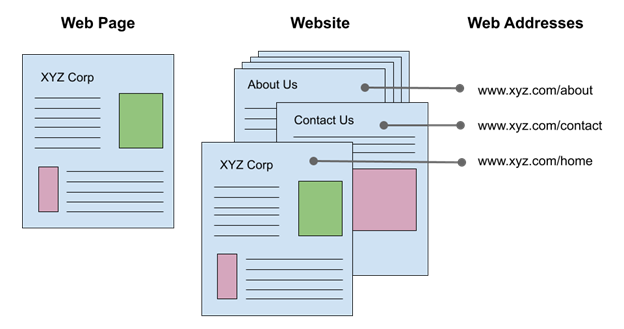 Web Page
Website
Web Addresses
XYZ Corp
About Us
www.xyz.com/about
Contact Us
www.xyz.com/contact
XYZ Corp
www.xyz.com/home